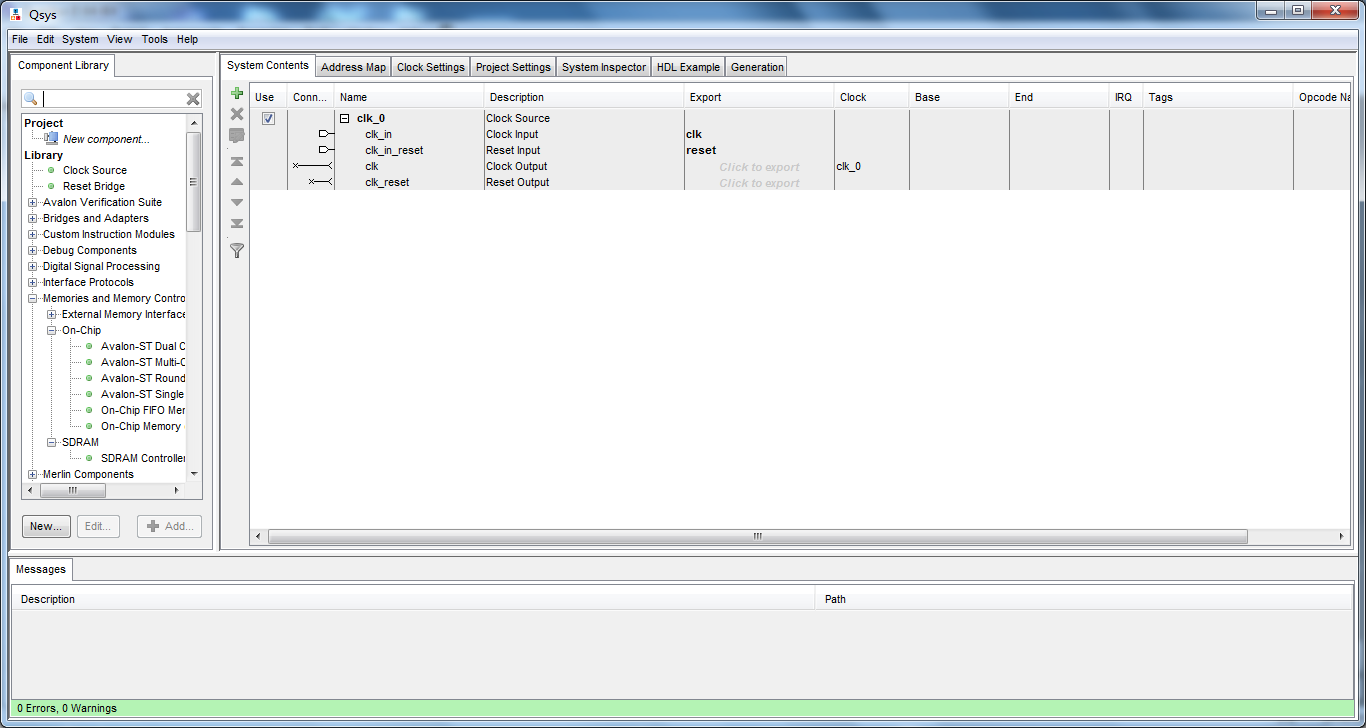 Qsys
File Edit System View Tools Help
Component Library
Project
New component...
Library
Clock Source
Reset Bridge
Avalon Verification Suite
Bridges and Adapters
Custom Instruction Modules
Debug Components
Digital Signal Processing
Interface Protocols
Memories and Memory Contro
External Memory Interface
On-Chip
Avalon-ST Dual C
Avalon-ST Multi-C
Avalon-ST Round
Avalon-ST Single
On-Chip FIFO Mer
On-Chip Memory
SDRAM
SDRAM Controller
Merlin Components
New... Edit... Add...
System Contents Address Map Clock Settings Project Settings System Inspector HDL Example Generation
Use Conn... Name Description Export Clock Base End IRQ Tags Opcode Na
clk_0 Clock Source
clk_in Clock Input clk
clk_in_reset Reset Input reset
clk Clock Output Click to export clk_0
clk_reset Reset Output Click to export
Messages
Description Path
0 Errors, 0 Warnings